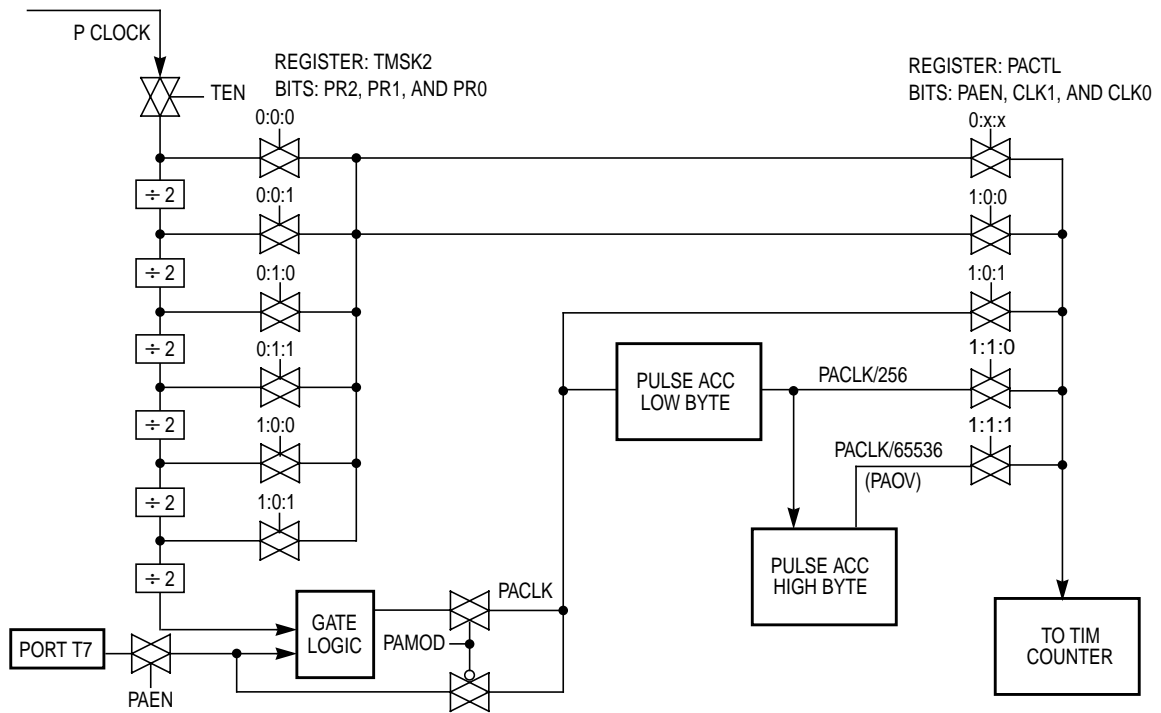 P CLOCK
REGISTER: TMSK2
BITS: PR2, PR1, AND PR0
REGISTER: PACTL
BITS: PAEN, CLK1, AND CLK0
TEN
0:0:0
0:x:x
÷ 2
0:0:1
1:0:0
÷ 2
0:1:0
1:0:1
÷ 2
0:1:1
1:1:0
PULSE ACC
LOW BYTE
PACLK/256
÷ 2
1:0:0
1:1:1
PACLK/65536
(PAOV)
÷ 2
1:0:1
PULSE ACC
HIGH BYTE
÷ 2
PACLK
GATE
LOGIC
PORT T7
PAMOD
PAEN
TO TIM
COUNTER